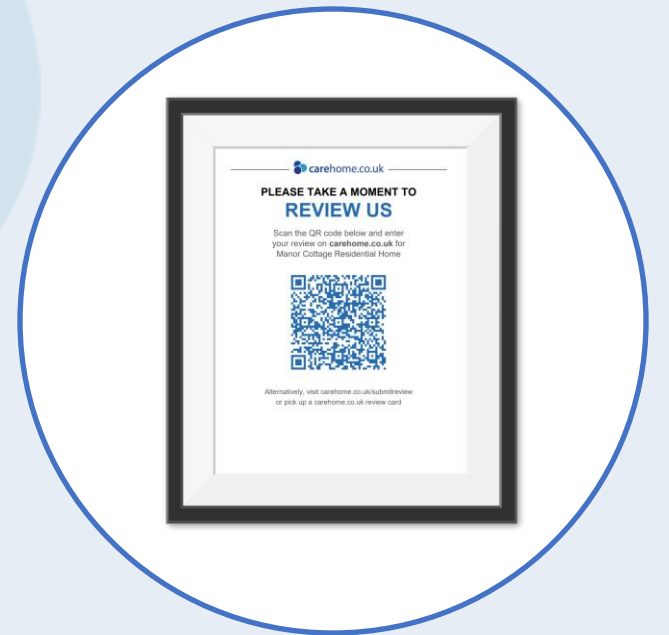 carehome.co.uk
PLEASE TAKE A MOMENT TO
REVIEW US
Scan the QR code below and enter
your review on carehome.co.uk for
Manor Cottage Residential Home
Alternatively, visit carehome.co.uk/submitreview
or pick up a carehome.co.uk review card